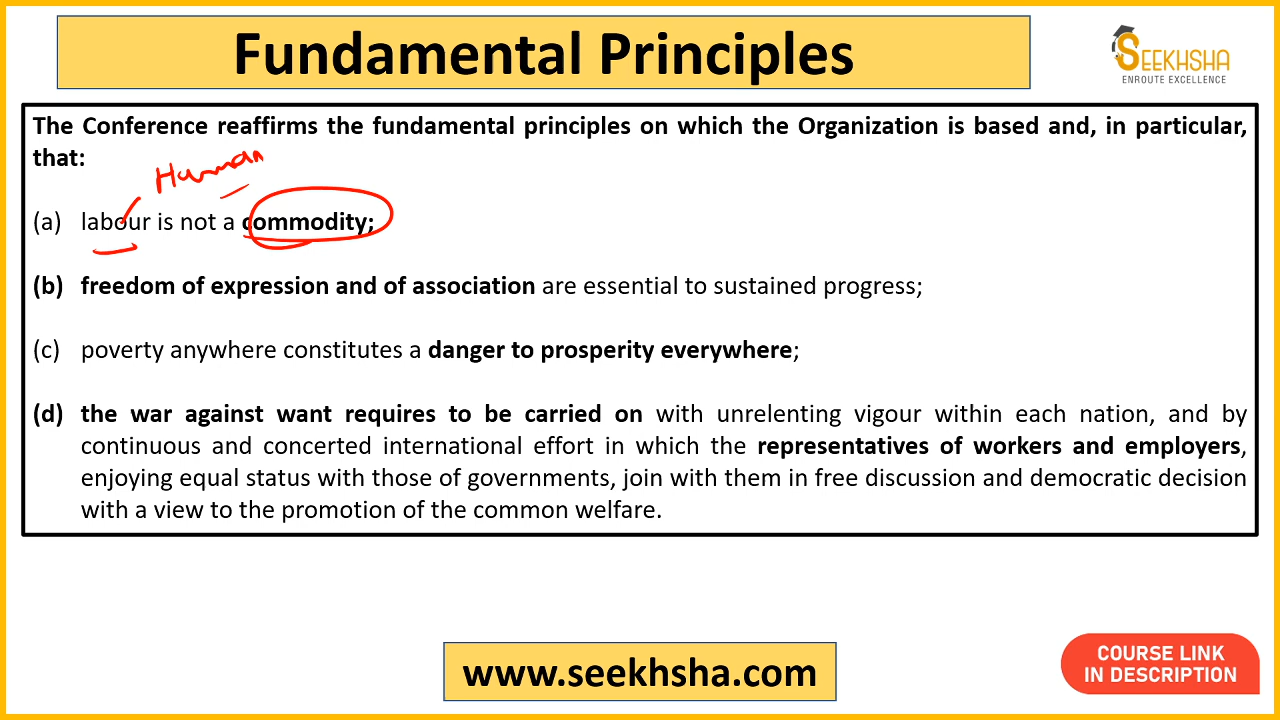 Fundamental Principles
SEEKHSHA
ENROUTE EXCELLENCE
The Conference reaffirms the fundamental principles on which the Organization is based and, in particular,
that:
Human
(a) labour is not a commodity;
(b) freedom of expression and of association are essential to sustained progress;
(c) poverty anywhere constitutes a danger to prosperity everywhere;
(d) the war against want requires to be carried on with unrelenting vigour within each nation, and by
continuous and concerted international effort in which the representatives of workers and employers,
enjoying equal status with those of governments, join with them in free discussion and democratic decision
with a view to the promotion of the common welfare.
www.seekhsha.com
COURSE LINK
IN DESCRIPTION